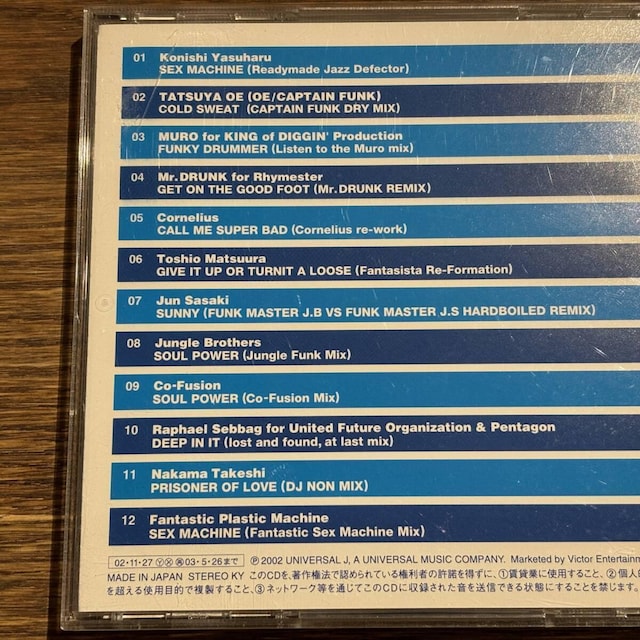 01 Konishi Yasuharu
SEX MACHINE (Readymade Jazz Defector)
02 TATSUYA OE (OE/CAPTAIN FUNK)
COLD SWEAT (CAPTAIN FUNK DRY MIX)
03 MURO for KING of DIGGIN' Production
FUNKY DRUMMER (Listen to the Muro mix)
04 Mr.DRUNK for Rhymester
GET ON THE GOOD FOOT (Mr.DRUNK REMIX)
05 Cornelius
CALL ME SUPER BAD (Cornelius re-work)
06 Toshio Matsuura
GIVE IT UP OR TURNIT A LOOSE (Fantasista Re-Formation)
07 Jun Sasaki
SUNNY (FUNK MASTER J.B VS FUNK MASTER J.S HARDBOILED REMIX)
08 Jungle Brothers
SOUL POWER (Jungle Funk Mix)
09 Co-Fusion
SOUL POWER (Co-Fusion Mix)
10 Raphael Sebbag for United Future Organization & Pentagon
DEEP IN IT (lost and found, at last mix)
11 Nakama Takeshi
PRISONER OF LOVE (DJ NON MIX)
12 Fantastic Plastic Machine
SEX MACHINE (Fantastic Sex Machine Mix)
02・11・27 Ⓨ Ⓧ ㊢ 03・5・26まで ℗ 2002 UNIVERSAL J, A UNIVERSAL MUSIC COMPANY. Marketed by Victor Entertainm
MADE IN JAPAN STEREO KY このCDを、著作権法で認められている権利者の許諾を得ずに、①賃貸業に使用すること、②個人的
を超える使用目的で複製すること、③ネットワーク等を通じてこのCDに収録された音を送信できる状態にすることを禁じます。